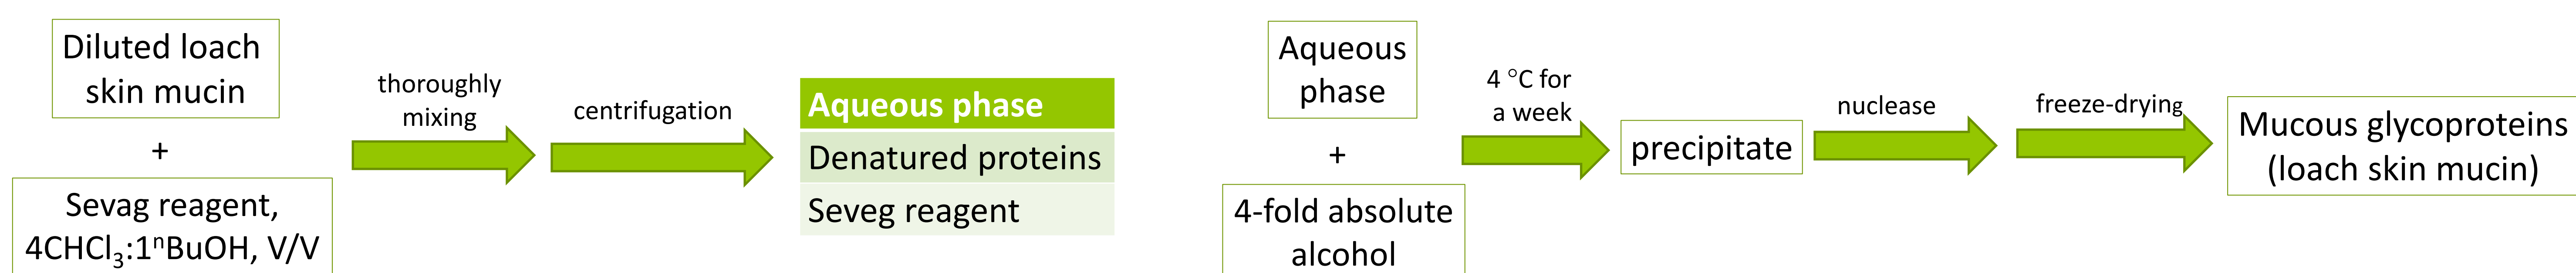 Diluted loach
skin mucin
+
Sevag reagent,
4CHCl₃:1ⁿBuOH, V/V
thoroughly
mixing
centrifugation
Aqueous phase
Denatured proteins
Seveg reagent
Aqueous
phase
+
4-fold absolute
alcohol
4 °C for
a week
precipitate
nuclease
freeze-drying
Mucous glycoproteins
(loach skin mucin)